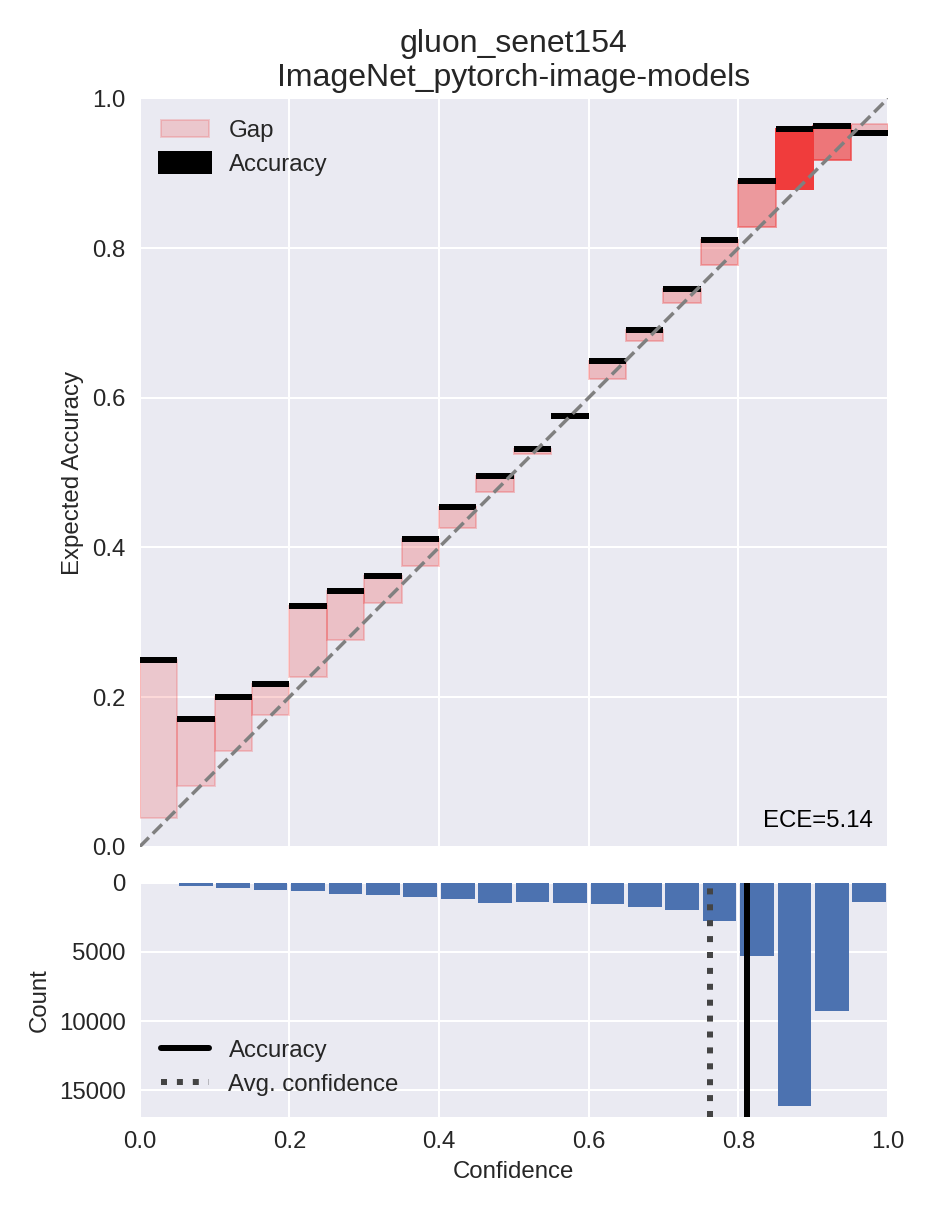 gluon_senet154
ImageNet_pytorch-image-models
1.0
Gap
Accuracy
0.8
0.6
Expected Accuracy
0.4
0.2
ECE=5.14
0.0
0
5000
Count
10000
Accuracy
Avg. confidence
15000
0.0 0.2 0.4 0.6 0.8 1.0
Confidence